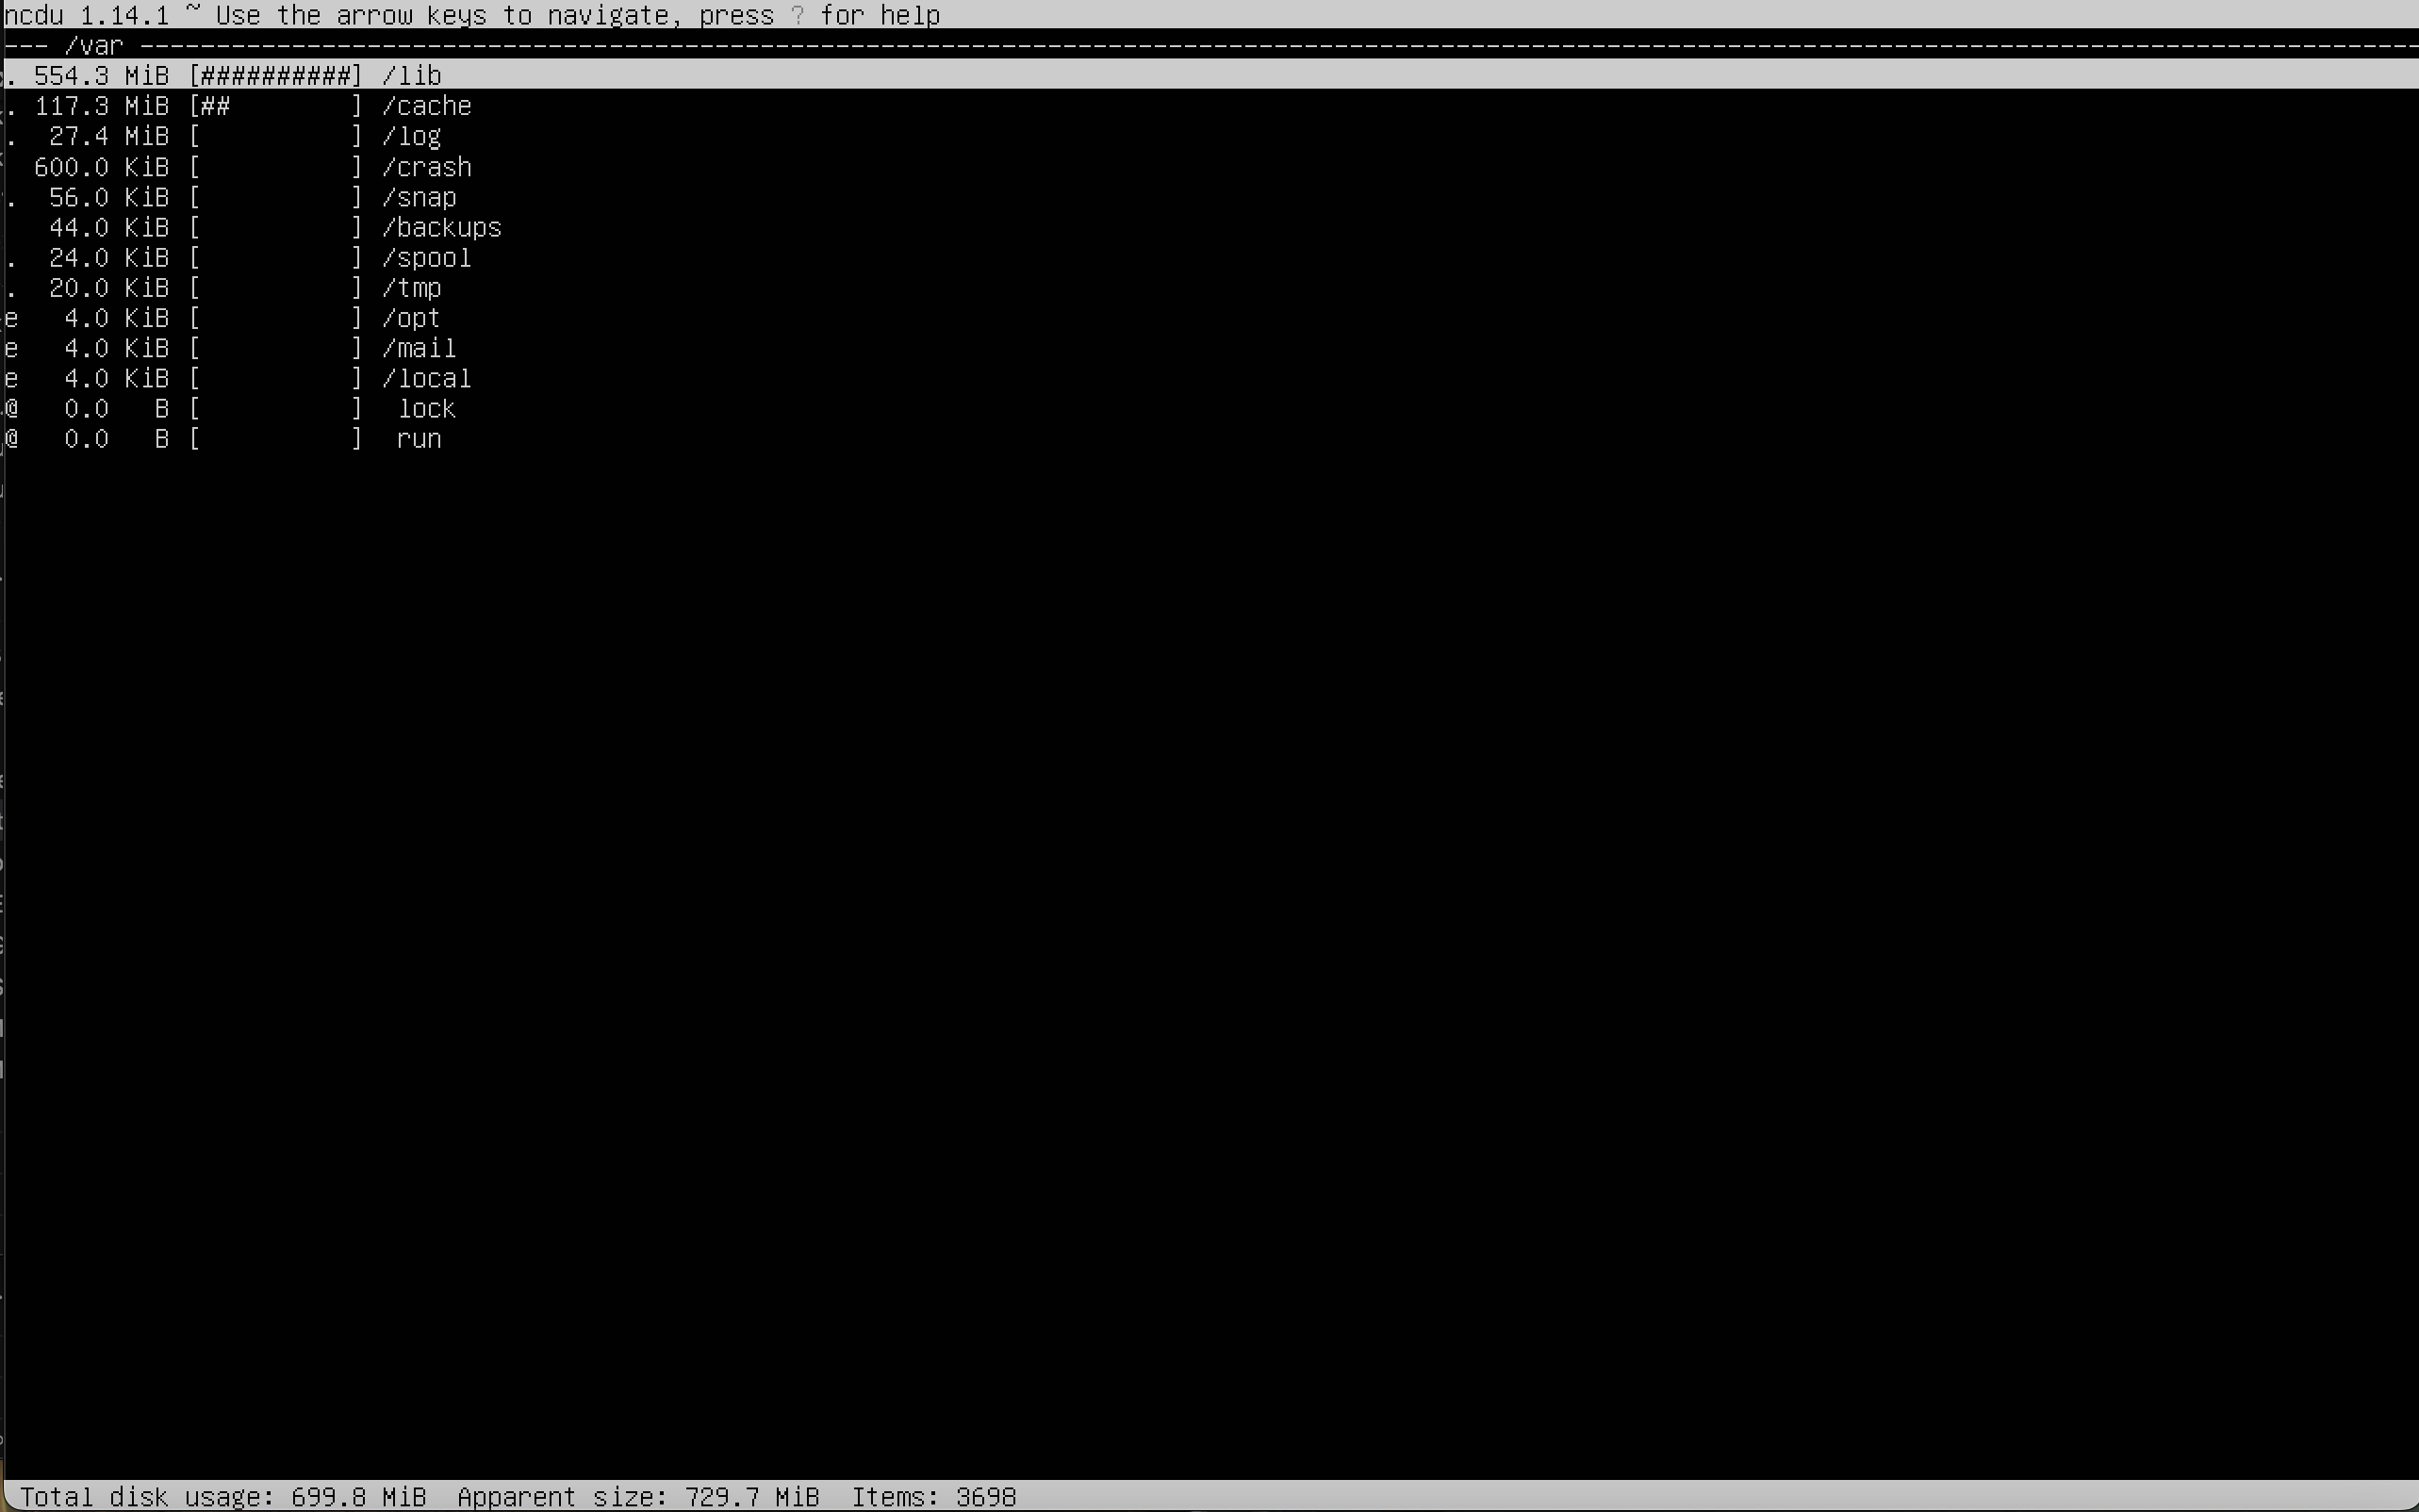 ncdu 1.14.1 ~ Use the arrow keys to navigate, press ? for help
--- /var ----------------------------------------------------------------------------------------------------------------------------------------------------------
. 554.3 MiB [##########] /lib
. 117.3 MiB [##        ] /cache
.  27.4 MiB [          ] /log
  600.0 KiB [          ] /crash
.  56.0 KiB [          ] /snap
   44.0 KiB [          ] /backups
.  24.0 KiB [          ] /spool
.  20.0 KiB [          ] /tmp
e   4.0 KiB [          ] /opt
e   4.0 KiB [          ] /mail
e   4.0 KiB [          ] /local
@   0.0   B [          ]  lock
@   0.0   B [          ]  run
Total disk usage: 699.8 MiB  Apparent size: 729.7 MiB  Items: 3698